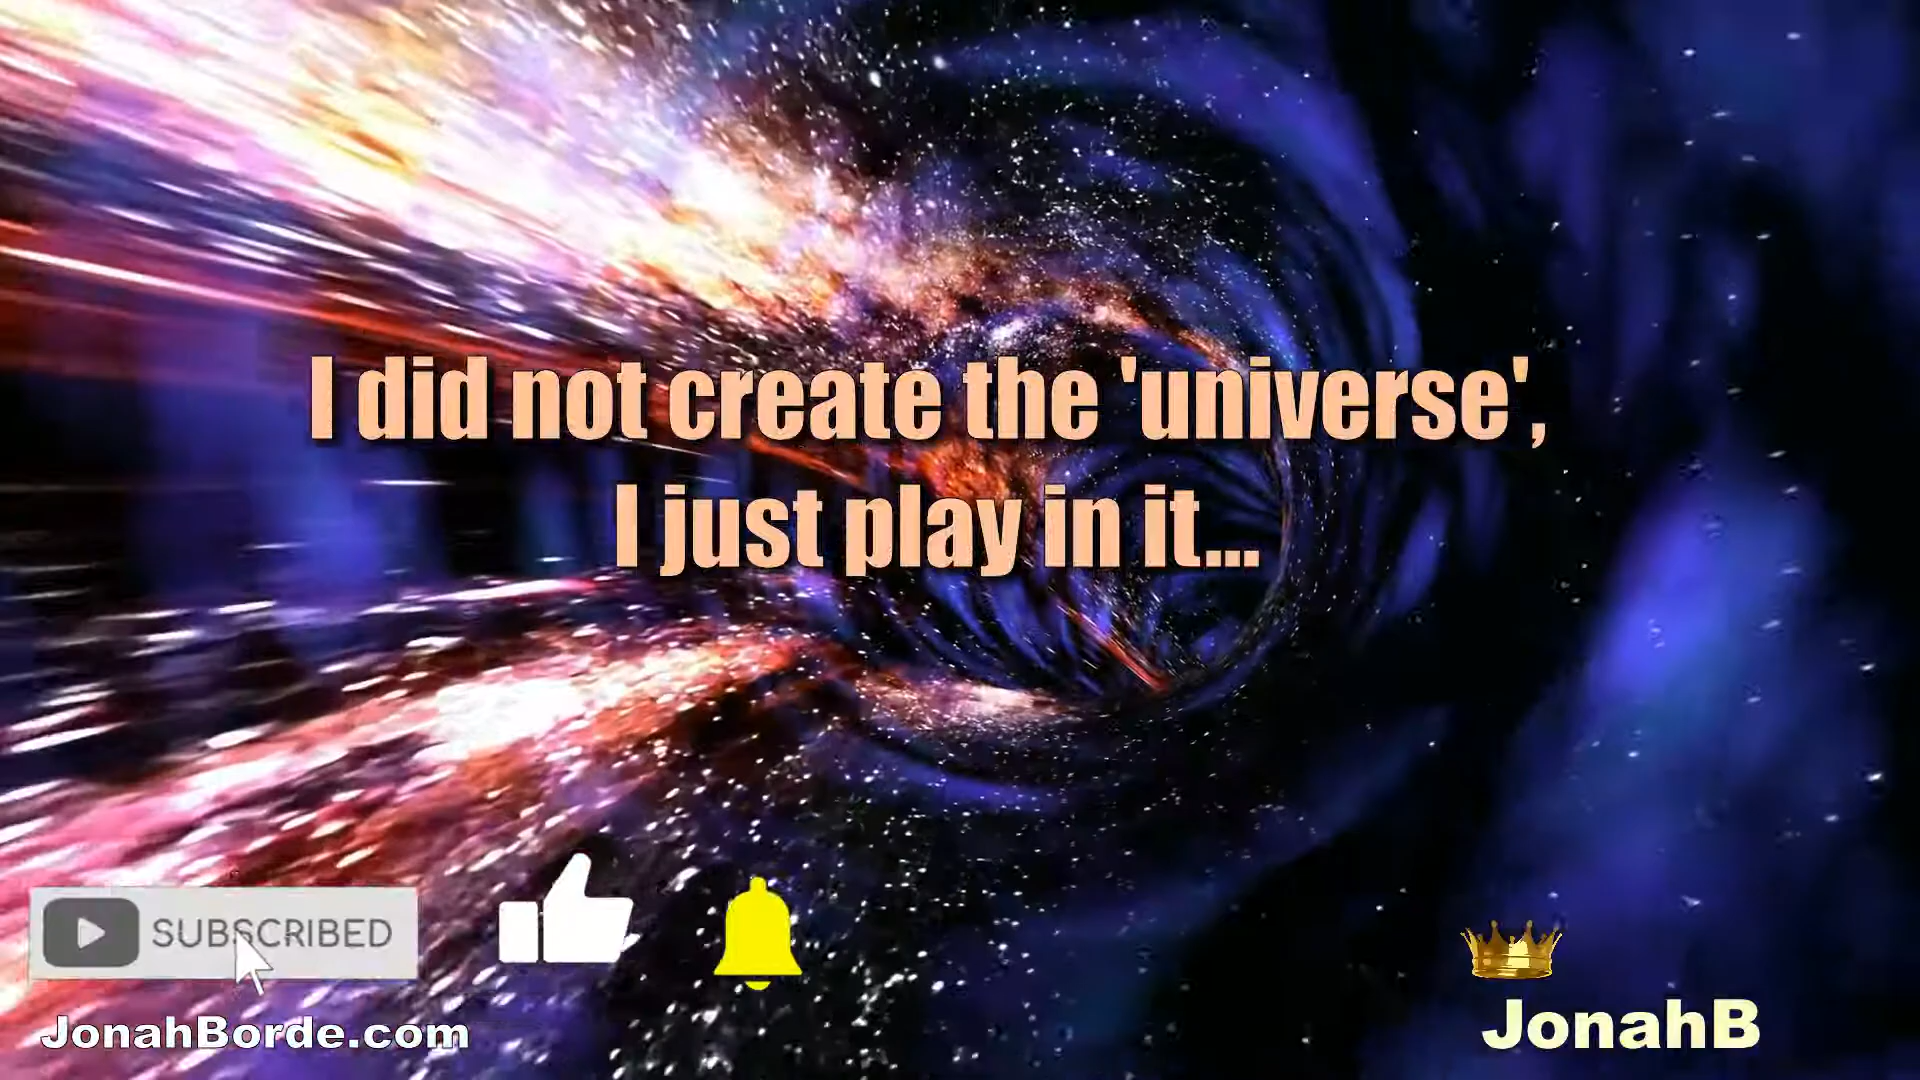 I did not create the 'universe',
I just play in it...
SUBSCRIBED
JonahBorde.com
JonahB